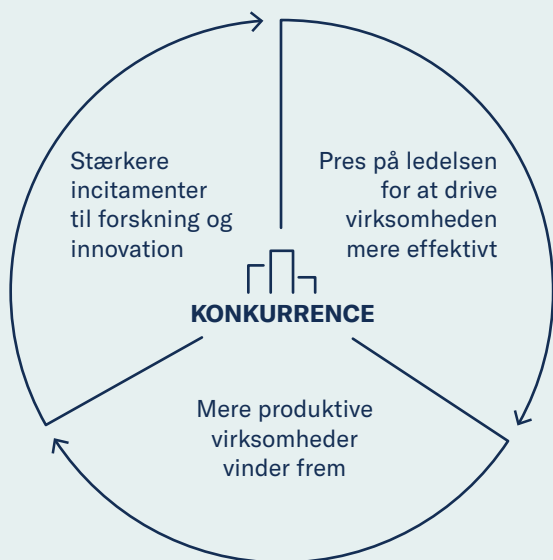 Stærkere
incitamenter
til forskning og
innovation
Pres på ledelsen
for at drive
virksomheden
mere effektivt
KONKURRENCE
Mere produktive
virksomheder
vinder frem